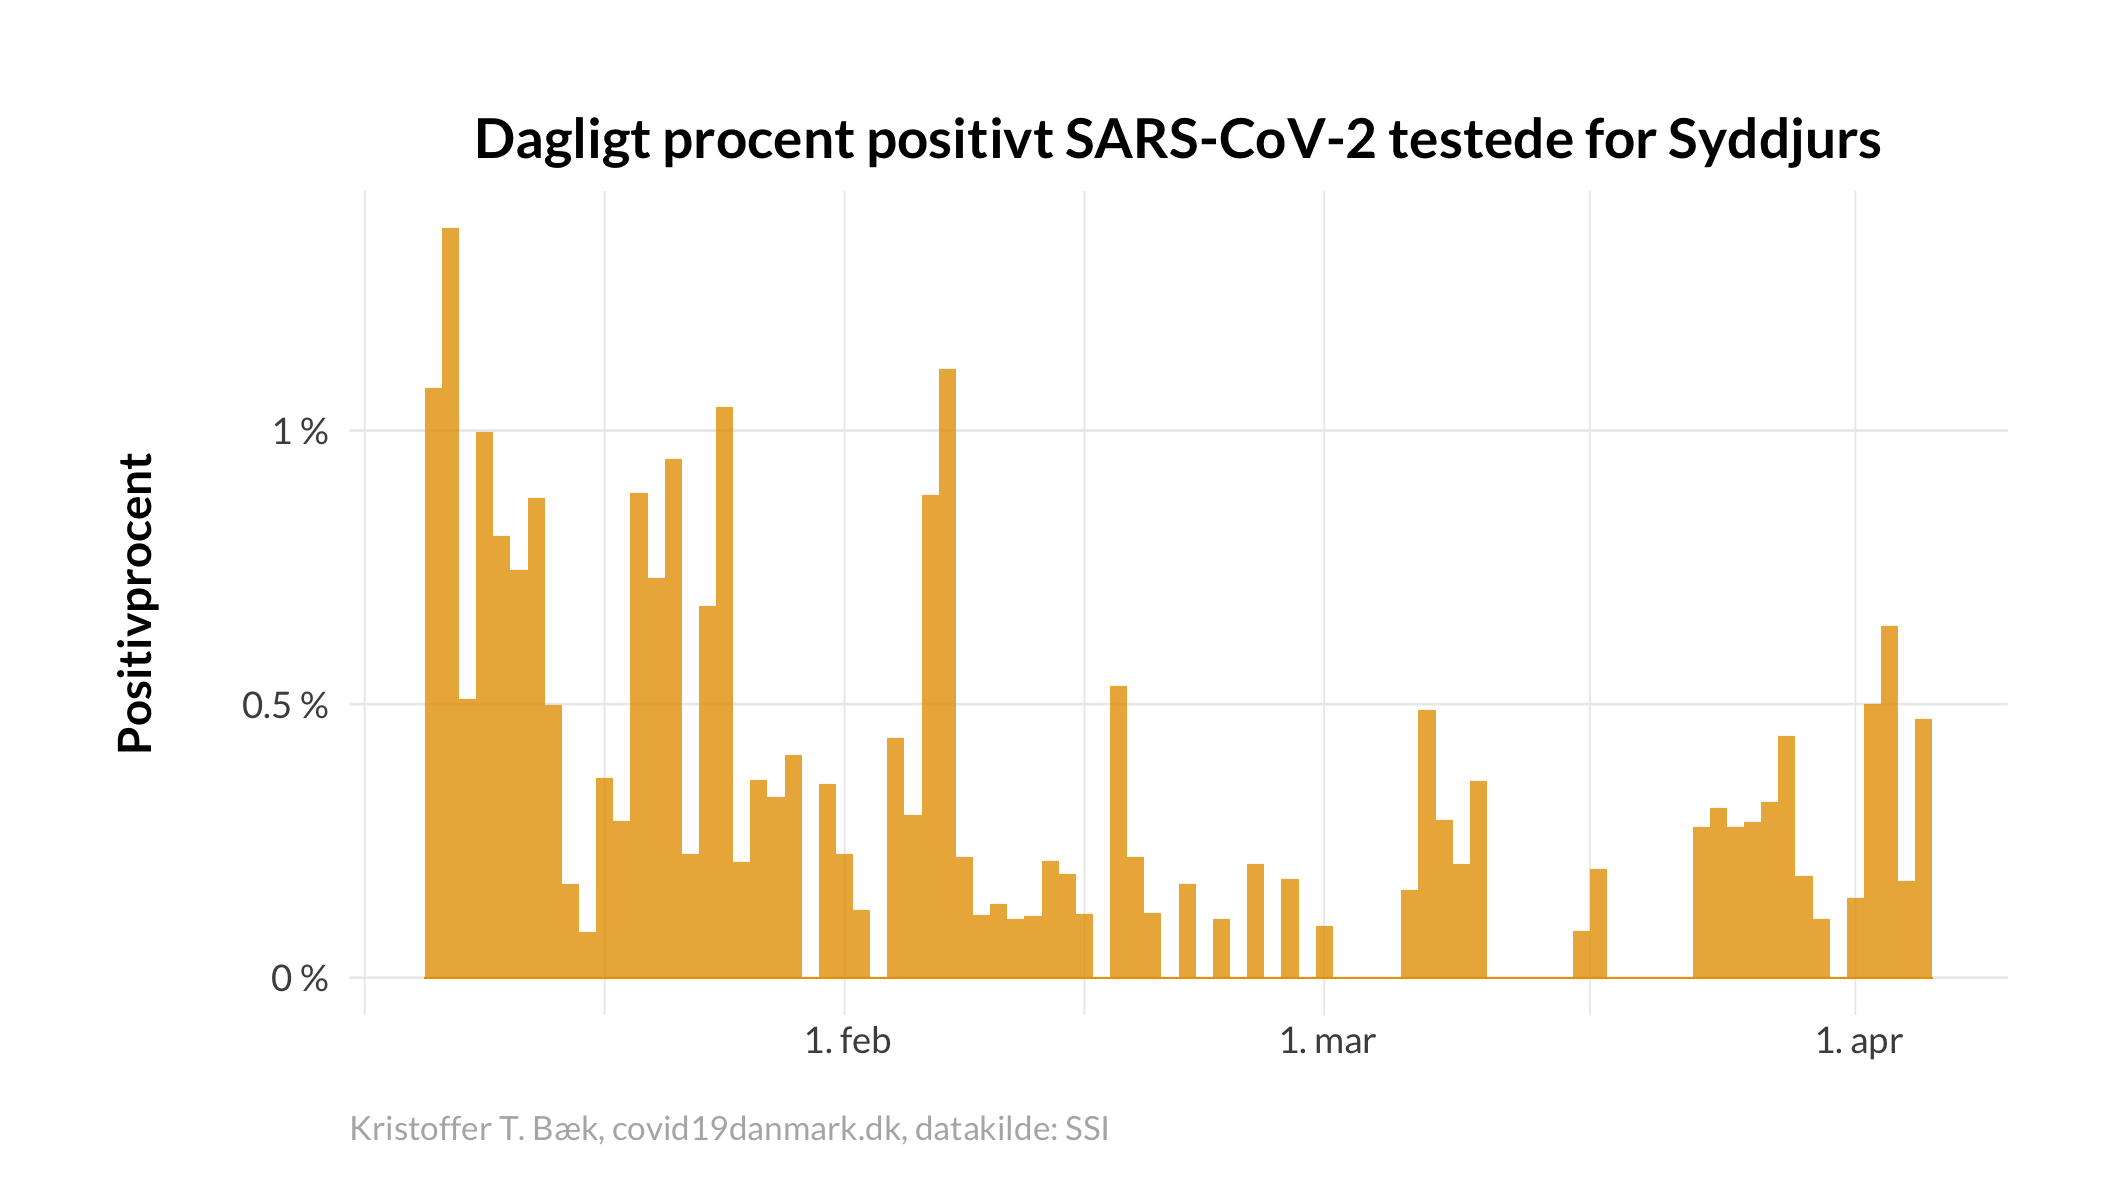 Dagligt procent positivt SARS-CoV-2 testede for Syddjurs
Positivprocent
1 %
0.5 %
0 %
1. feb
1. mar
1. apr
Kristoffer T. Bæk, covid19danmark.dk, datakilde: SSI